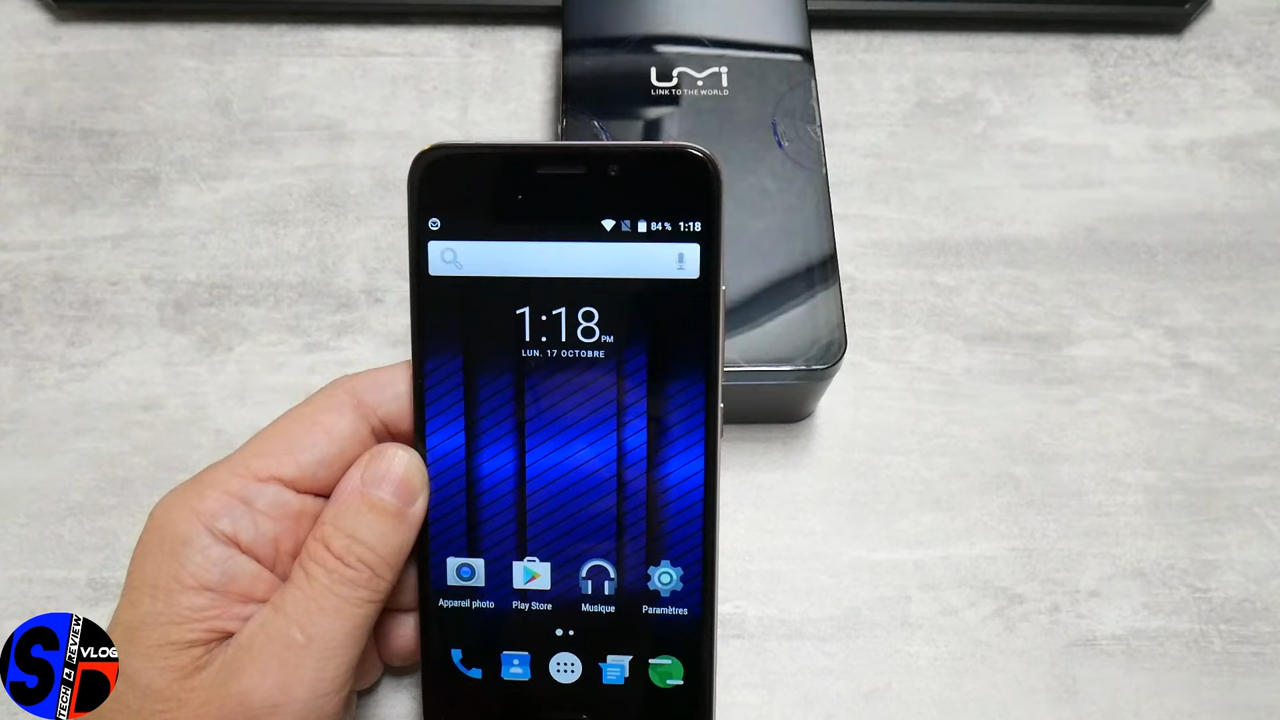 UMi
LINK TO THE WORLD
84 % 1:18
1:18 PM
LUN. 17 OCTOBRE
Appareil photo
Play Store
Musique
Paramètres
SD
VLOG
TECH & REVIEW